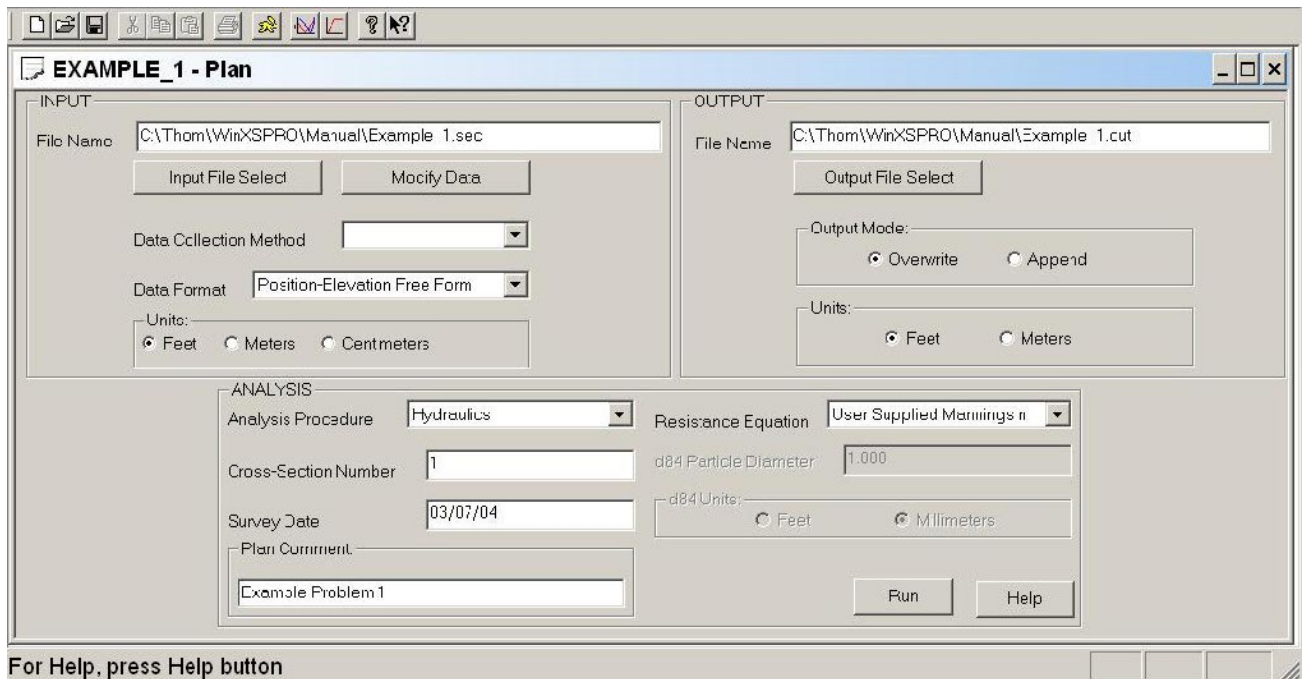 EXAMPLE_1 - Plan
INPUT
File Name
C:\Thom\WinXSPRO\Manual\Example 1.sec
Input File Select
Modify Data
Data Collection Method
Data Format
Position-Elevation Free Form
Units:
Feet
Meters
Centimeters
OUTPUT
File Name
C:\Thom\WinXSPRO\Manual\Example 1.out
Output File Select
Output Mode:
Overwrite
Append
Units:
Feet
Meters
ANALYSIS
Analysis Procedure
Hydraulics
Cross-Section Number
1
Survey Date
03/07/04
Plan Comment
Example Problem 1
Resistance Equation
User Supplied Mannings n
d84 Particle Diameter
1.000
d84 Units:
Feet
Millimeters
Run
Help
For Help, press Help button